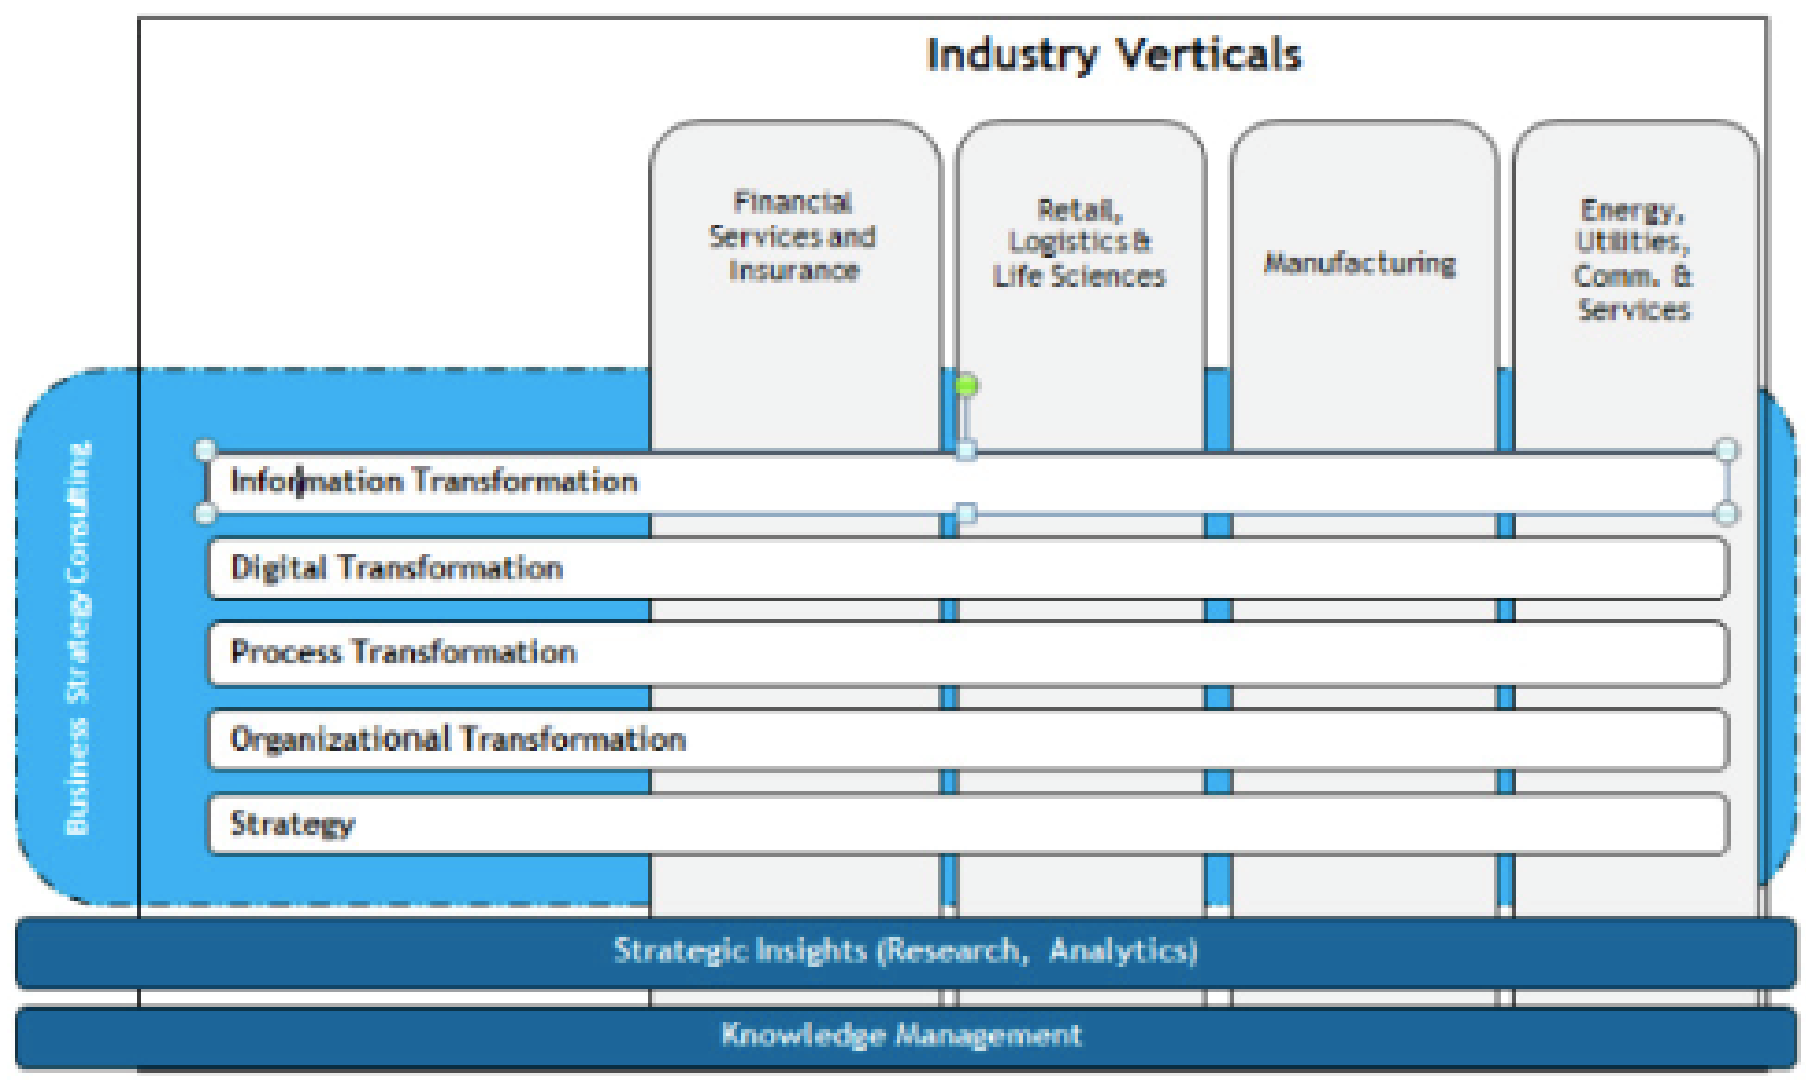 Industry Verticals
Financial
Services and
Insurance
Retail,
Logistics &
Life Sciences
Manufacturing
Energy,
Utilities,
Comm. &
Services
Business Strategy Consulting
Information Transformation
Digital Transformation
Process Transformation
Organizational Transformation
Strategy
Strategic Insights (Research, Analytics)
Knowledge Management